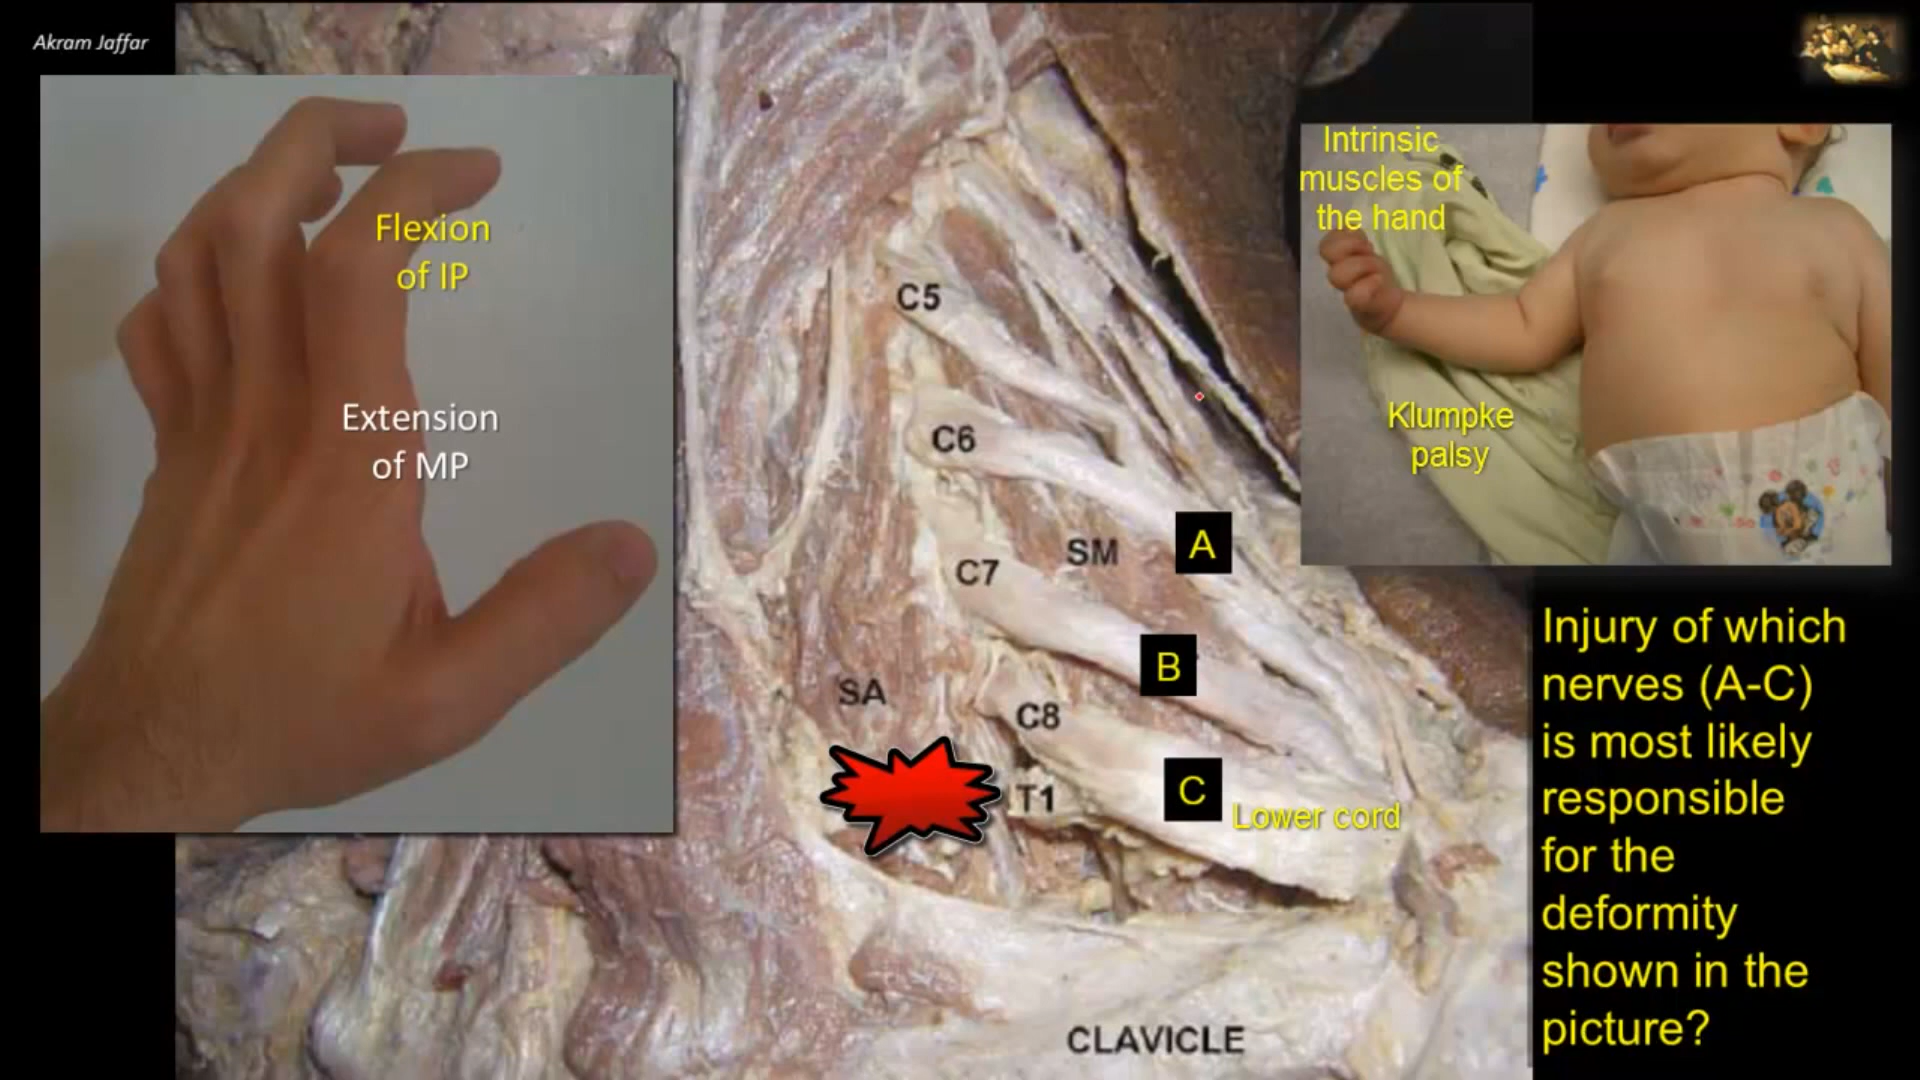 Akram Jaffar
Flexion
of IP
Extension
of MP
C5
C6
C7
SM
SA
C8
T1
A
B
C
Lower cord
CLAVICLE
Intrinsic
muscles of
the hand
Klumpke
palsy
Injury of which
nerves (A-C)
is most likely
responsible
for the
deformity
shown in the
picture?